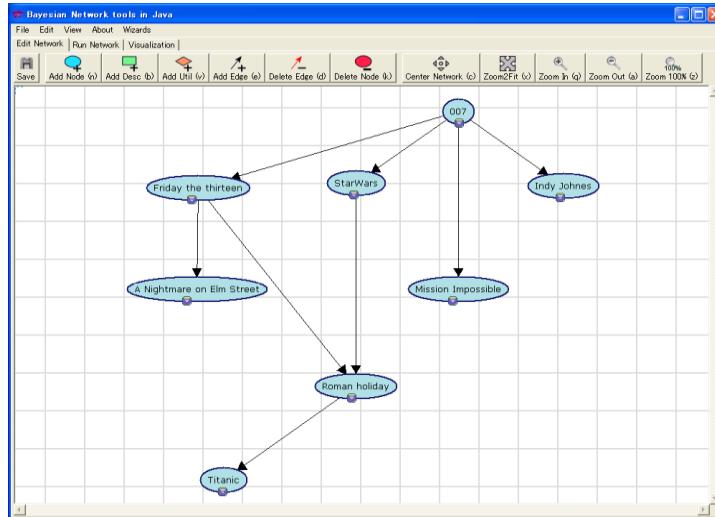 Bayesian Network tools in Java
File Edit View About Wizards
Edit Network Run Network Visualization
Save Add Node (n) Add Desc (b) Add Util (v) Add Edge (e) Delete Edge (d) Delete Node (k) Center Network (c) Zoom2Fit (x) Zoom In (q) Zoom Out (a) 100% Zoom 100% (z)
007
Friday the thirteen StarWars Indy Johnes
A Nightmare on Elm Street Mission Impossible
Roman holiday
Titanic